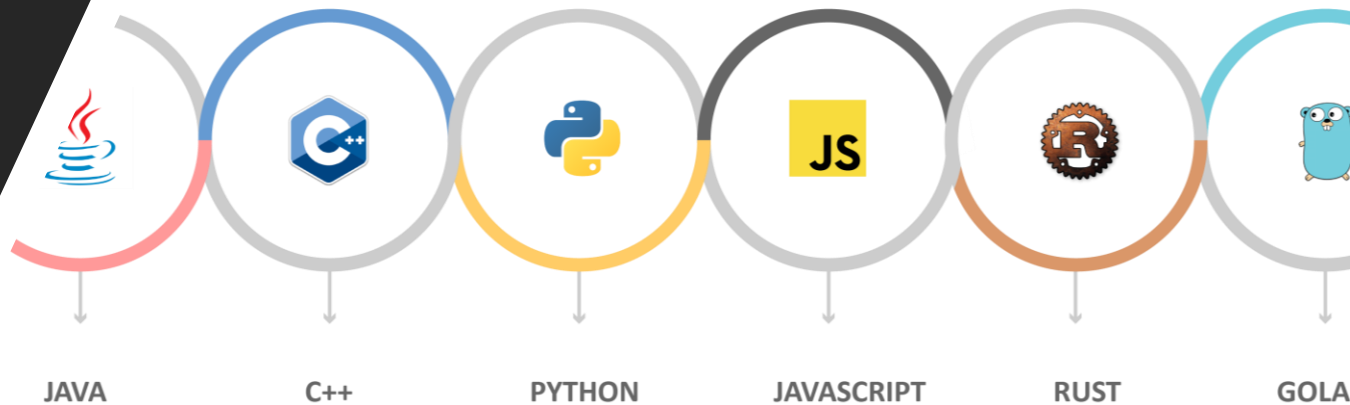 C++
JS
R
JAVA
C++
PYTHON
JAVASCRIPT
RUST
GOLA